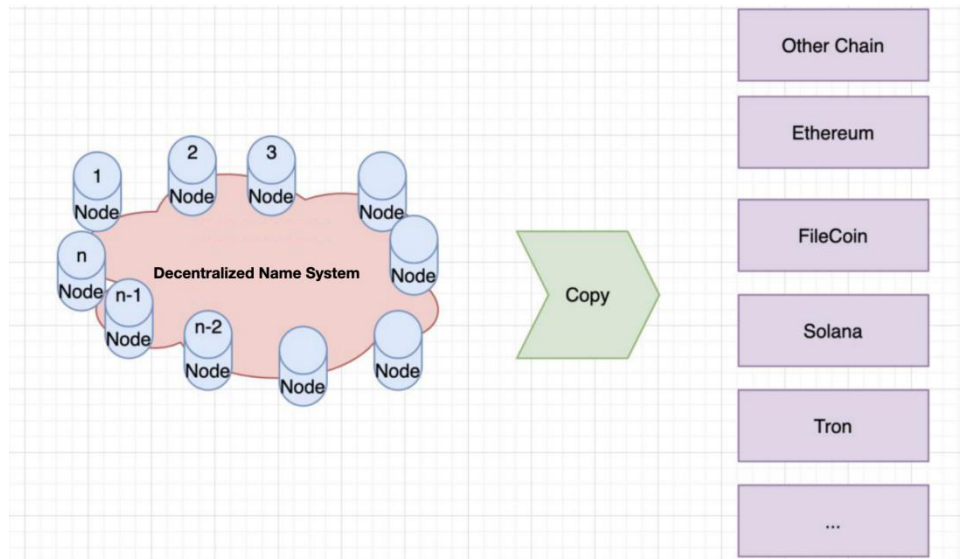 1
Node
2
Node
3
Node
Node
Node
n
Node
n-1
Node
n-2
Node
Node
Node
Decentralized Name System
Copy
Other Chain
Ethereum
FileCoin
Solana
Tron
...